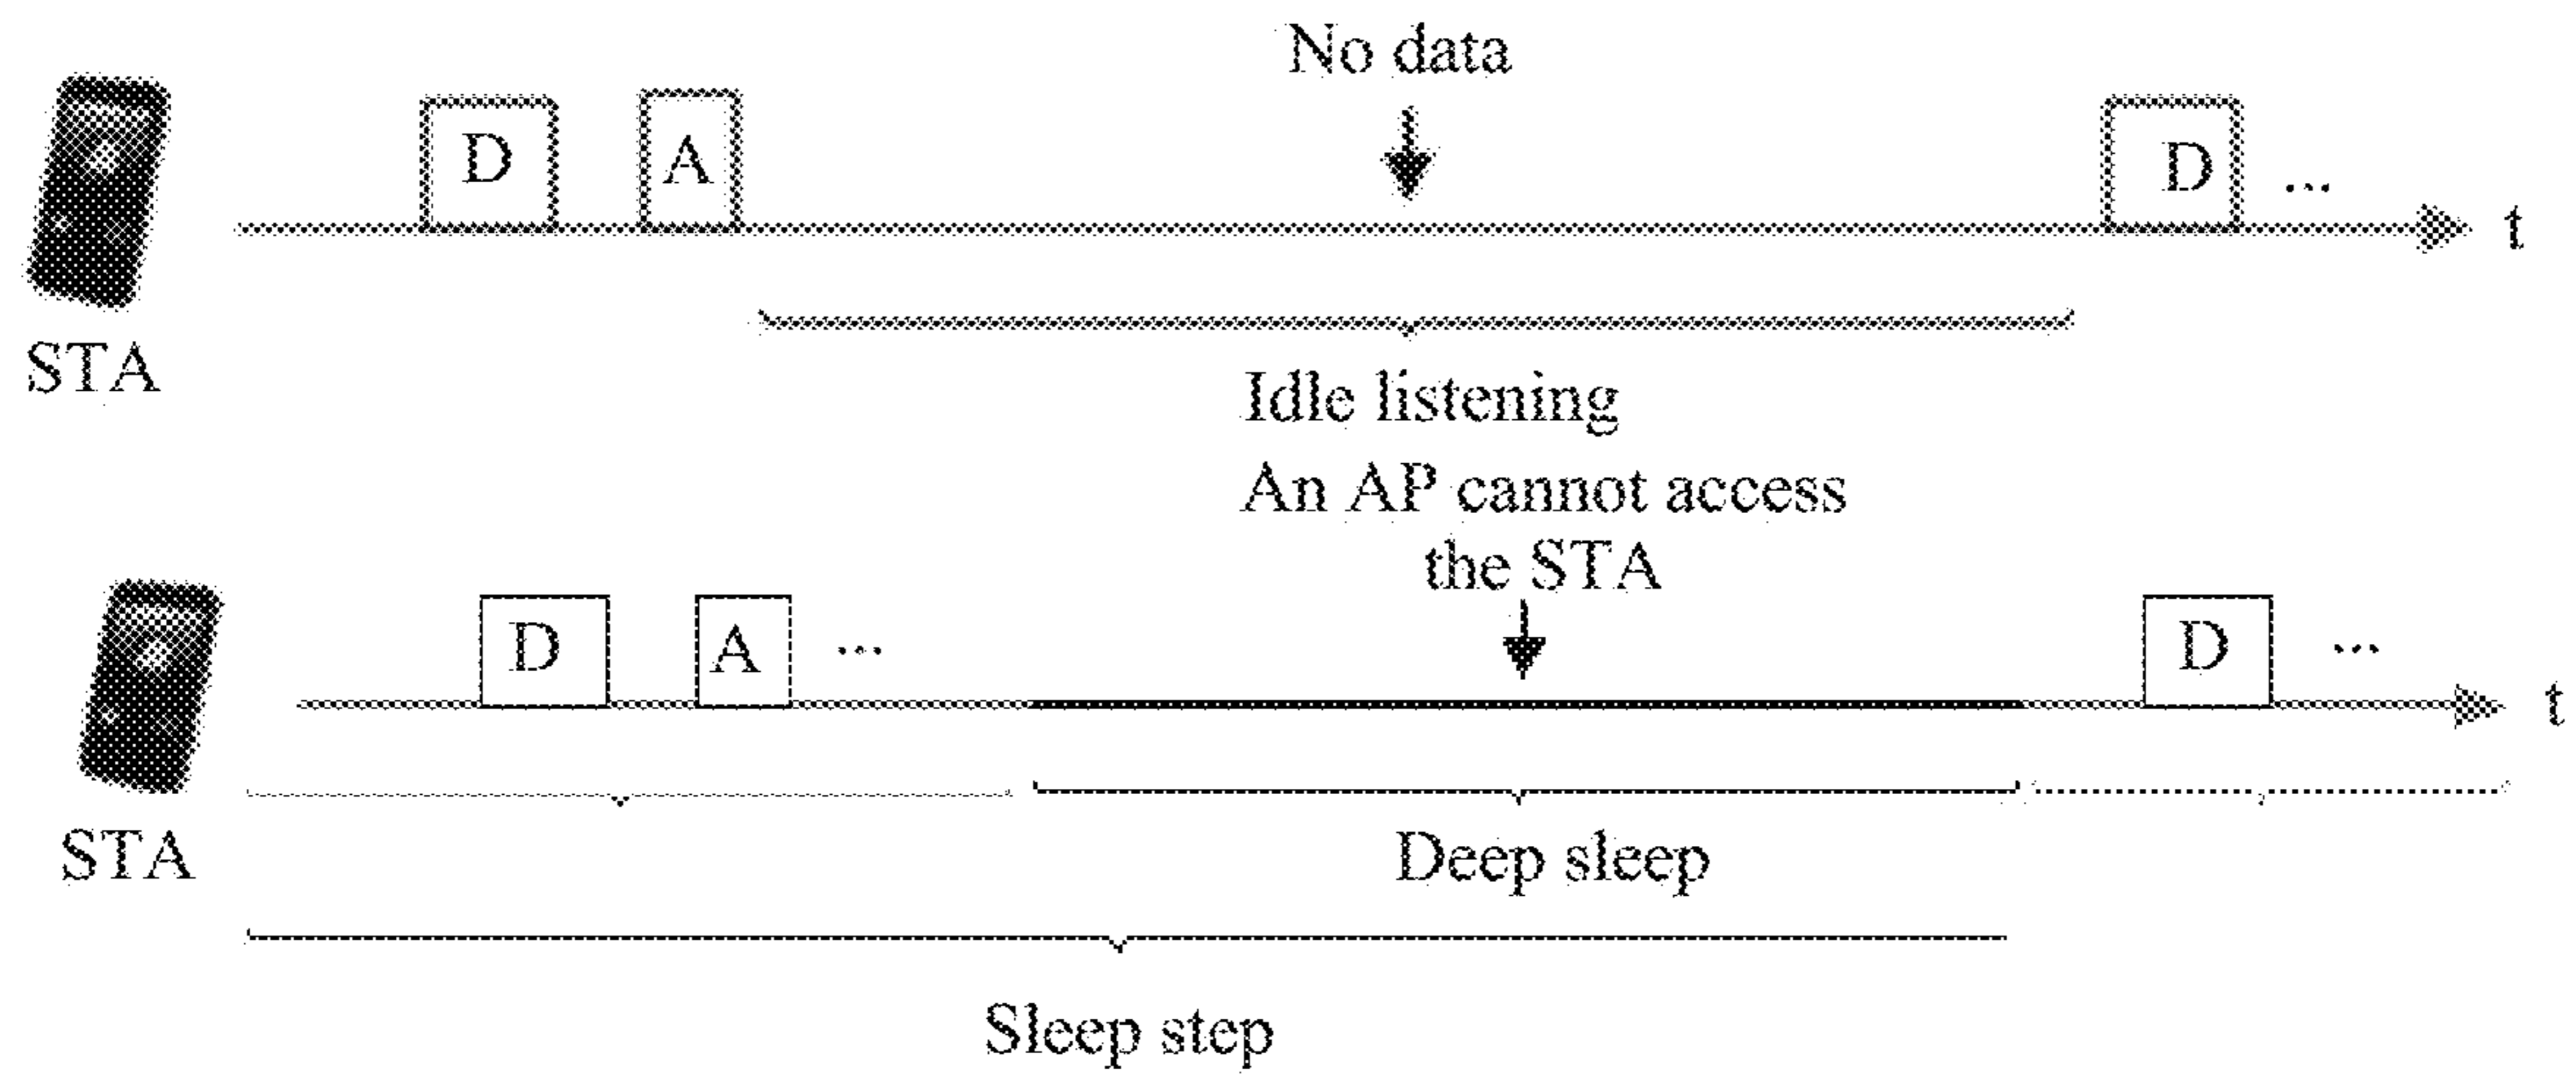 No data
D A D ... t
STA
Idle listening
An AP cannot access
the STA
D A ... D ... t
STA
Deep sleep
Sleep step